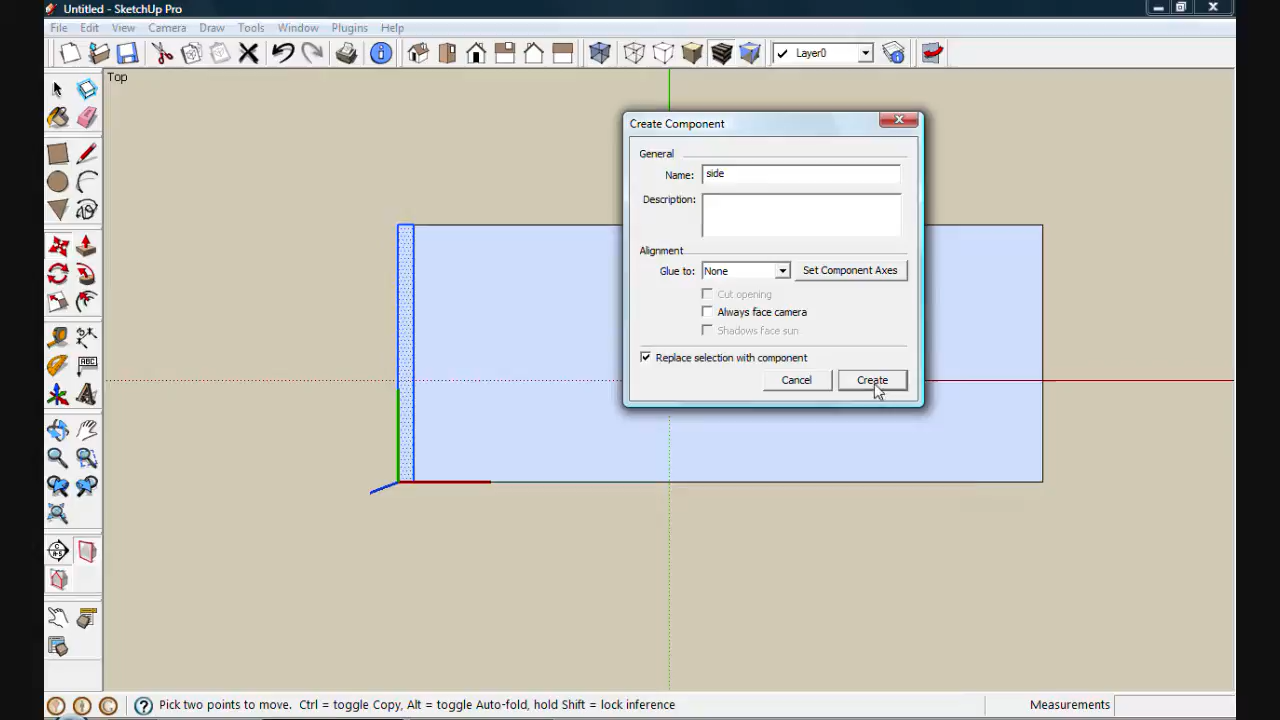 Untitled - SketchUp Pro
File Edit View Camera Draw Tools Window Plugins Help
Layer0
Top
Create Component
General
Name: side
Description:
Alignment
Glue to: None Set Component Axes
Cut opening
Always face camera
Shadows face sun
Replace selection with component
Cancel Create
ABC
Pick two points to move. Ctrl = toggle Copy, Alt = toggle Auto-fold, hold Shift = lock inference Measurements